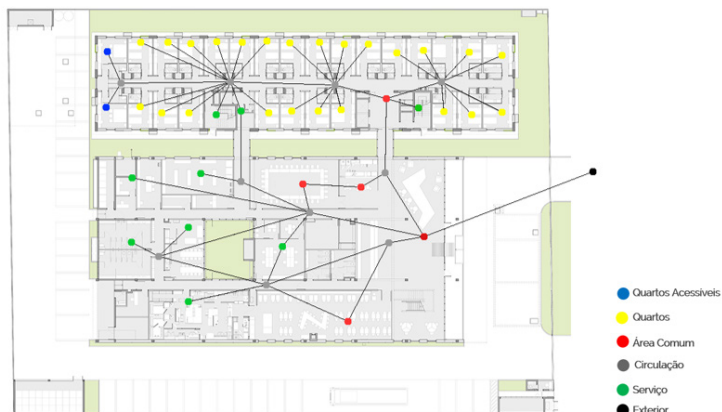 Quartos Acessíveis
Quartos
Área Comum
Circulação
Serviço
Exterior